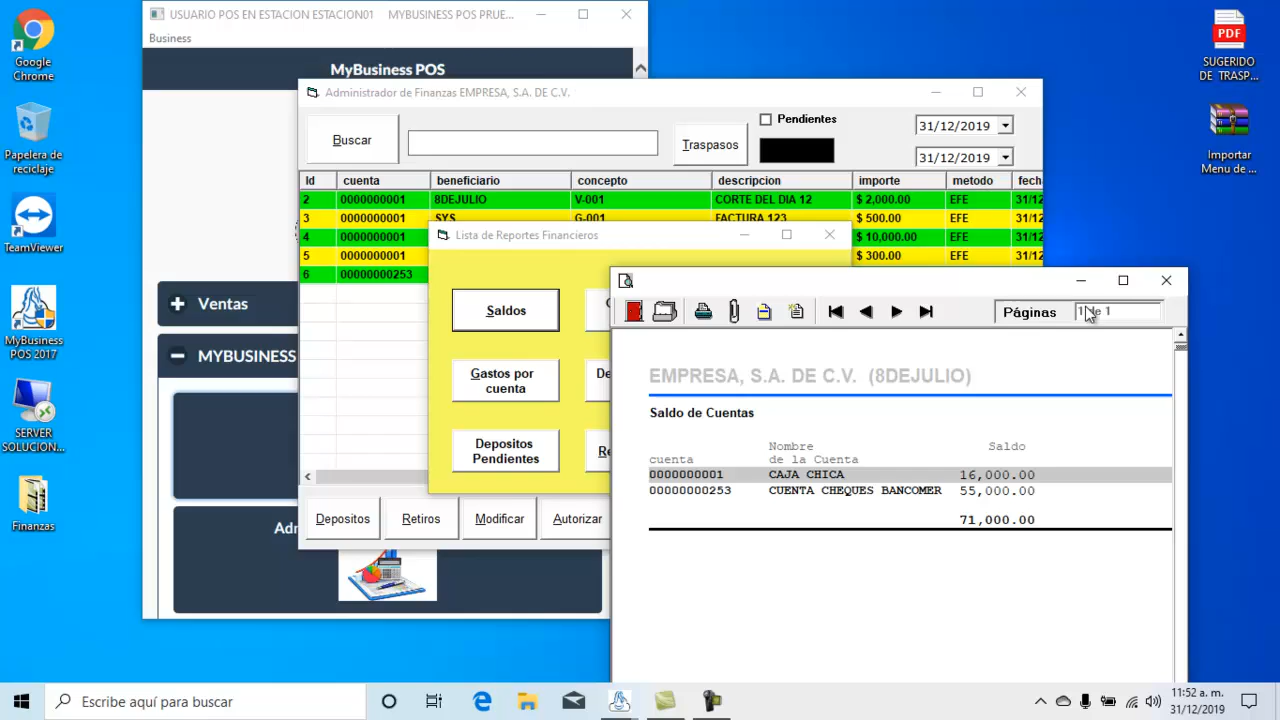 Google
Chrome
Papelera de
reciclaje
TeamViewer
MyBusiness
POS 2017
SERVER
SOLUCION...
Finanzas
PDF
SUGERIDO
DE TRASP...
Importar
Menu de ...
USUARIO POS EN ESTACION ESTACION01 MYBUSINESS POS PRUE...
Business
MyBusiness POS
Ventas
MYBUSINESS
Administrador de Finanzas EMPRESA, S.A. DE C.V.
Buscar
Traspasos
Pendientes
31/12/2019
31/12/2019
Id cuenta beneficiario concepto descripcion importe metodo fech
2 0000000001 8DEJULIO V-001 CORTE DEL DIA 12 $ 2,000.00 EFE 31/12
3 0000000001 SYS G-001 FACTURA 123 $ 500.00 EFE 31/12
4 0000000001 $ 10,000.00 EFE 31/12
5 0000000001 $ 300.00 EFE 31/12
6 00000000253
Depositos Retiros Modificar Autorizar
Lista de Reportes Financieros
Saldos
Gastos por
cuenta
De
Depositos
Pendientes
Re
Páginas
1 de 1
EMPRESA, S.A. DE C.V. (8DEJULIO)
Saldo de Cuentas
cuenta Nombre de la Cuenta Saldo
0000000001 CAJA CHICA 16,000.00
00000000253 CUENTA CHEQUES BANCOMER 55,000.00
71,000.00
Escribe aquí para buscar
11:52 a. m.
31/12/2019